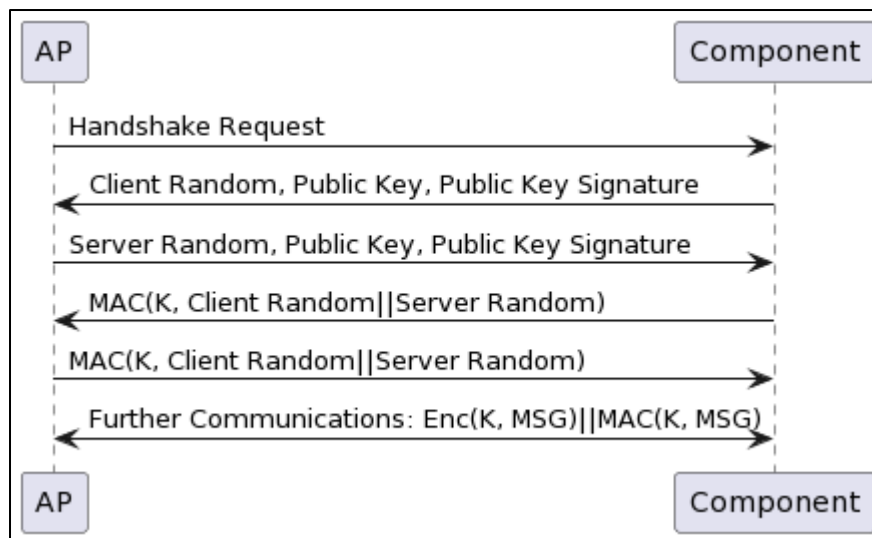 AP Component
Handshake Request
Client Random, Public Key, Public Key Signature
Server Random, Public Key, Public Key Signature
MAC(K, Client Random||Server Random)
MAC(K, Client Random||Server Random)
Further Communications: Enc(K, MSG)||MAC(K, MSG)
AP Component